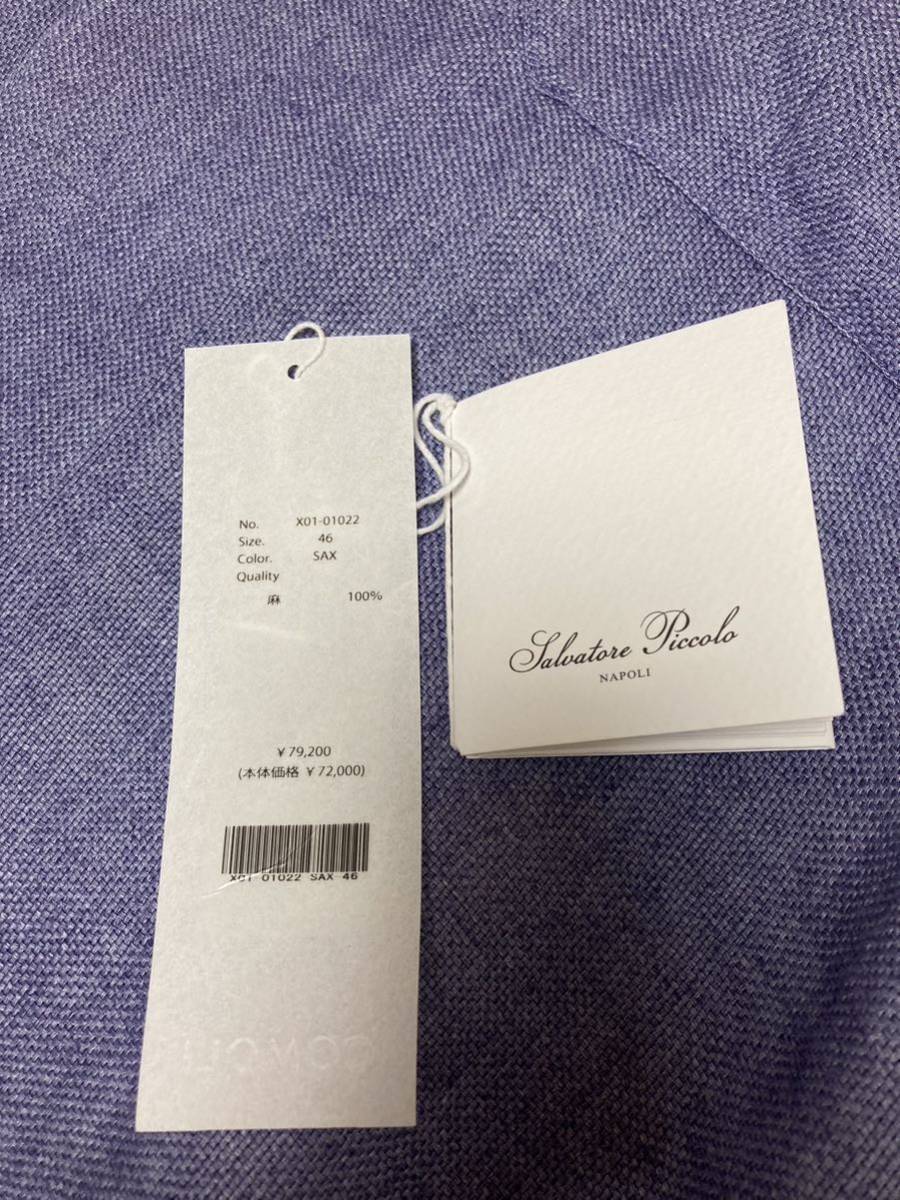 No. X01-01022
Size. 46
Color. SAX
Quality
麻 100%
¥79,200
(本体価格 ¥72,000)
X01-01022 SAX 46
Salvatore Piccolo
NAPOLI